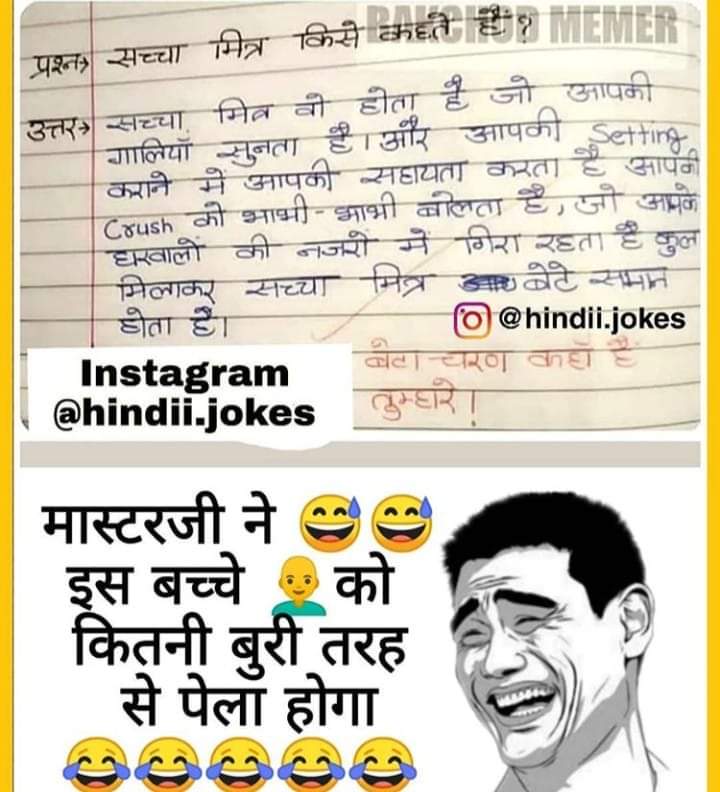 BAKCHOD MEMER
प्रश्न→ सच्चा मित्र किसे कहते हैं?
उत्तर→ सच्चा मित्र वो होता है जो आपकी
गालियाँ सुनता है। और आपकी Setting
कराने में आपकी सहायता करता है आपकी
Crush को भाभी-भाभी बोलता है, जो आपके
घरवालों की नजरो में गिरा रहता है कुल
मिलाकर सच्चा मित्र बेटे समान
होता है।
@hindii.jokes
बेटा चरण कहाँ है
तुम्हारे!
Instagram
@hindii.jokes
मास्टरजी ने 😅😅
इस बच्चे 👨‍🦲को
कितनी बुरी तरह
से पेला होगा
😂😂😂😂😂